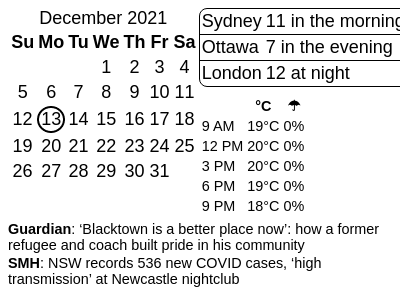 December 2021
Su Mo Tu We Th Fr Sa
1 2 3 4
5 6 7 8 9 10 11
12 13 14 15 16 17 18
19 20 21 22 23 24 25
26 27 28 29 30 31
Sydney 11 in the morning
Ottawa 7 in the evening
London 12 at night
°C ☂
9 AM 19°C 0%
12 PM 20°C 0%
3 PM 20°C 0%
6 PM 19°C 0%
9 PM 18°C 0%
Guardian: ‘Blacktown is a better place now’: how a former
refugee and coach built pride in his community
SMH: NSW records 536 new COVID cases, ‘high
transmission’ at Newcastle nightclub